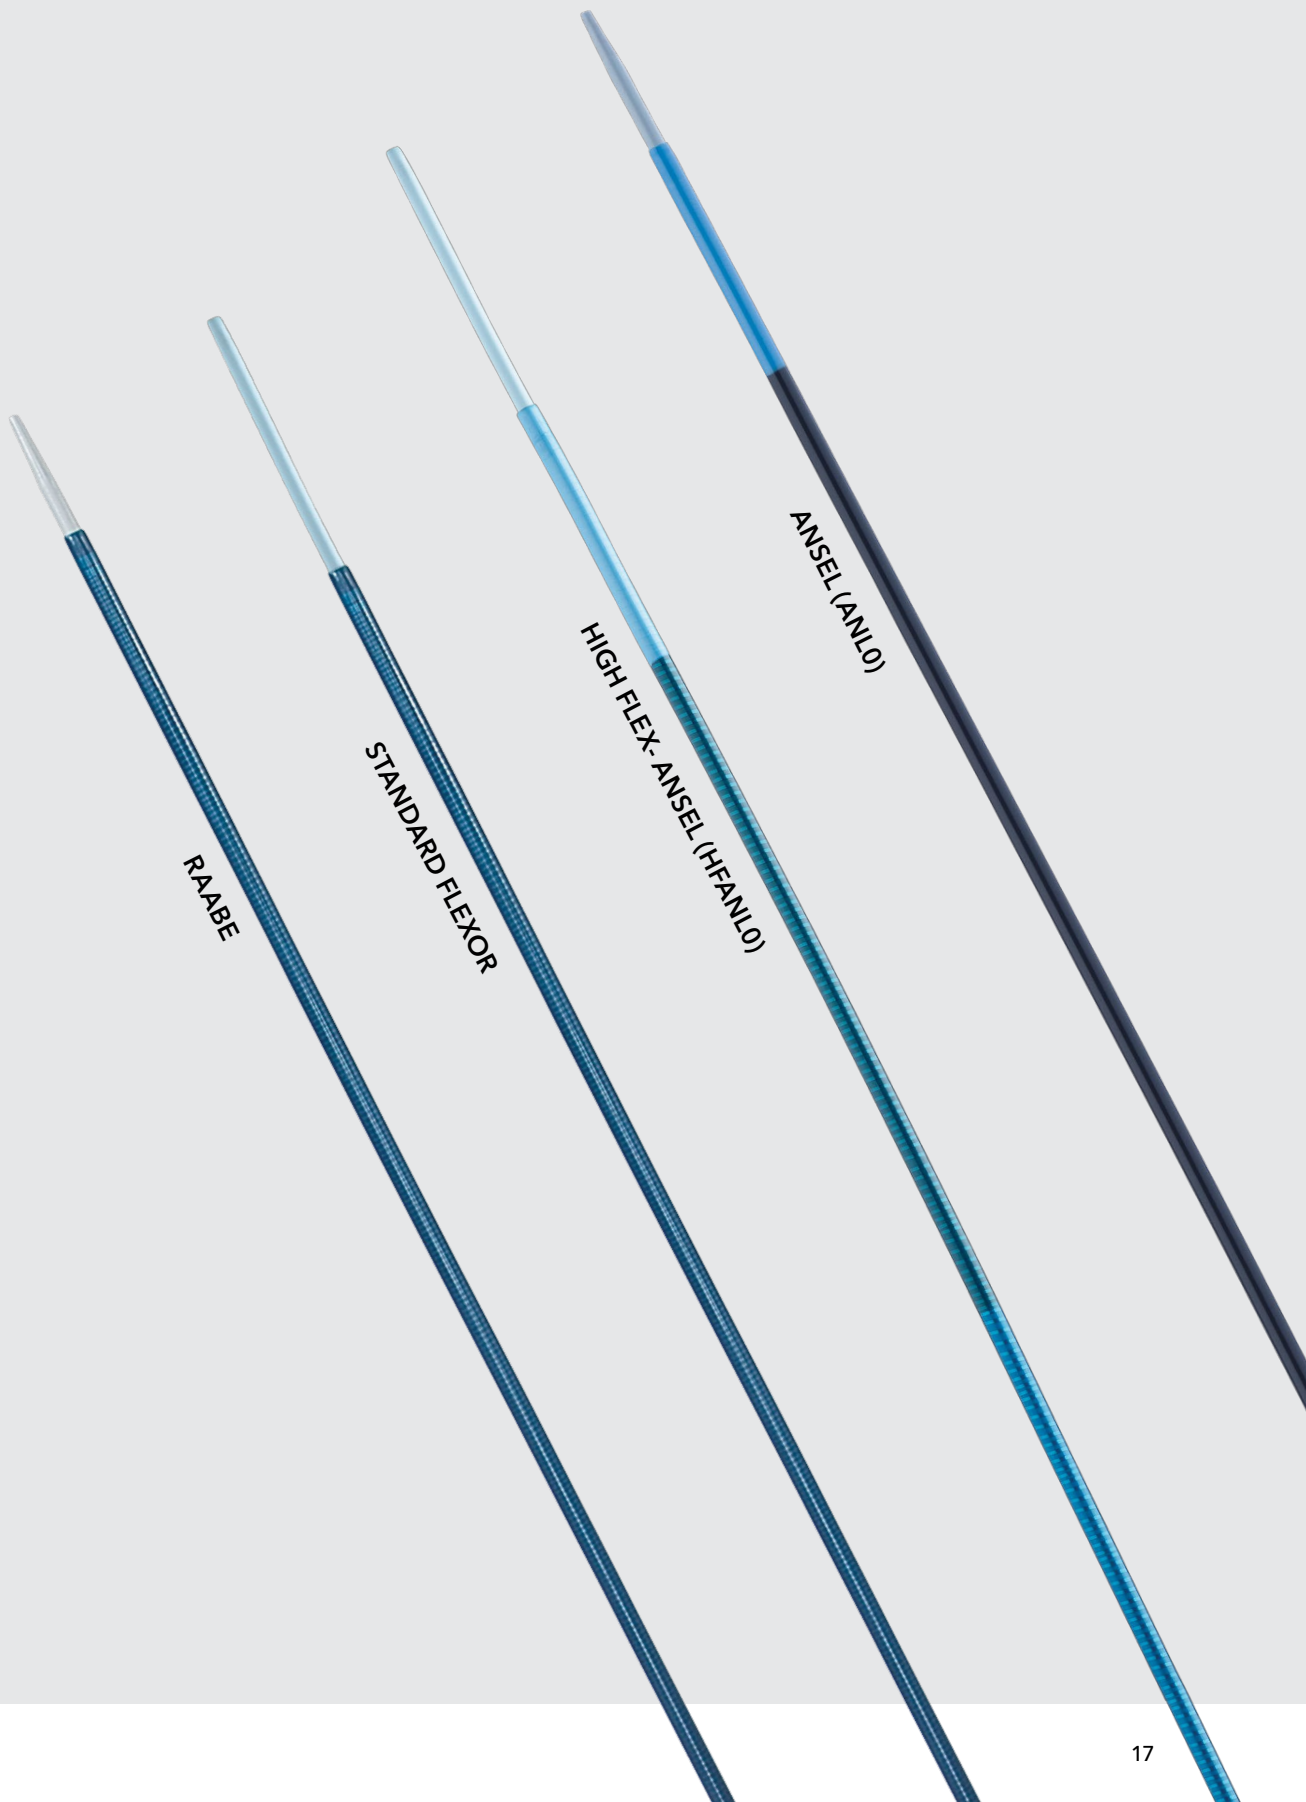 RAABE
STANDARD FLEXOR
HIGH FLEX- ANSEL (HFANL0)
ANSEL (ANL0)
17